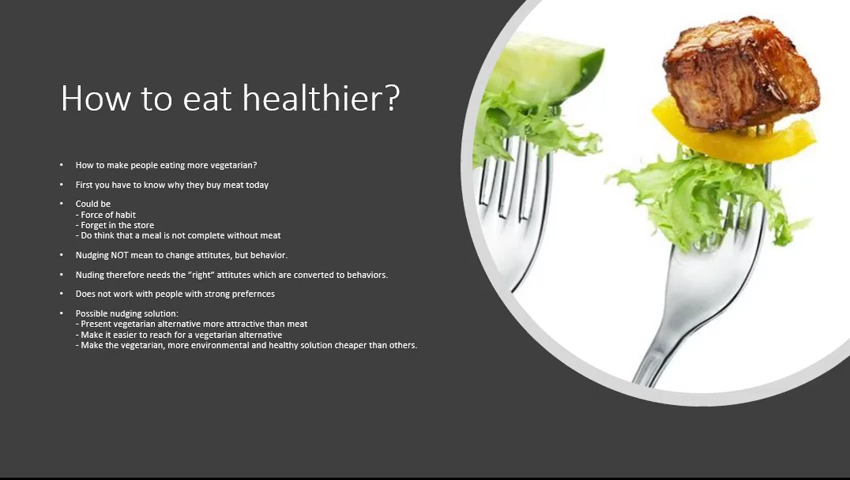 How to eat healthier?
• How to make people eating more vegetarian?
• First you have to know why they buy meat today
• Could be
- Force of habit
- Forget in the store
- Do think that a meal is not complete without meat
• Nudging NOT mean to change attitutes, but behavior.
• Nuding therefore needs the “right” attitutes which are converted to behaviors.
• Does not work with people with strong prefernces
• Possible nudging solution:
- Present vegetarian alternative more attractive than meat
- Make it easier to reach for a vegetarian alternative
- Make the vegetarian, more environmental and healthy solution cheaper than others.